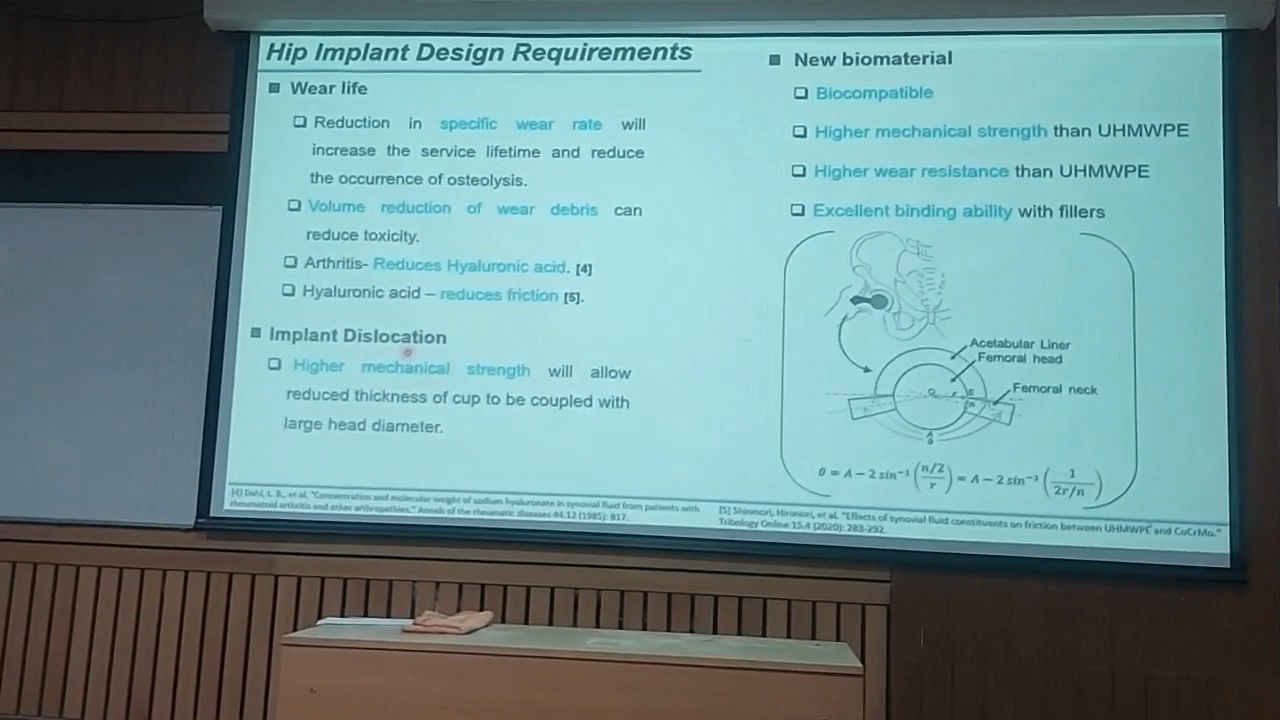 Hip Implant Design Requirements
Wear life
Reduction in specific wear rate will
increase the service lifetime and reduce
the occurrence of osteolysis.
Volume reduction of wear debris can
reduce toxicity.
Arthritis- Reduces Hyaluronic acid. [4]
Hyaluronic acid – reduces friction [5].
Implant Dislocation
Higher mechanical strength will allow
reduced thickness of cup to be coupled with
large head diameter.
New biomaterial
Biocompatible
Higher mechanical strength than UHMWPE
Higher wear resistance than UHMWPE
Excellent binding ability with fillers
Acetabular Liner
Femoral head
Femoral neck
θ = A − 2 sin⁻¹ (n/2 / r) = A − 2 sin⁻¹ (1 / 2r/n)
[4] Dahl, L. B., et al. "Concentration and molecular weight of sodium hyaluronate in synovial fluid from patients with
rheumatoid arthritis and other arthropathies." Annals of the rheumatic diseases 44.12 (1985): 817.
[5] Shinmori, Hironori, et al. "Effects of synovial fluid constituents on friction between UHMWPE and CoCrMo."
Tribology Online 15.4 (2020): 283-292.